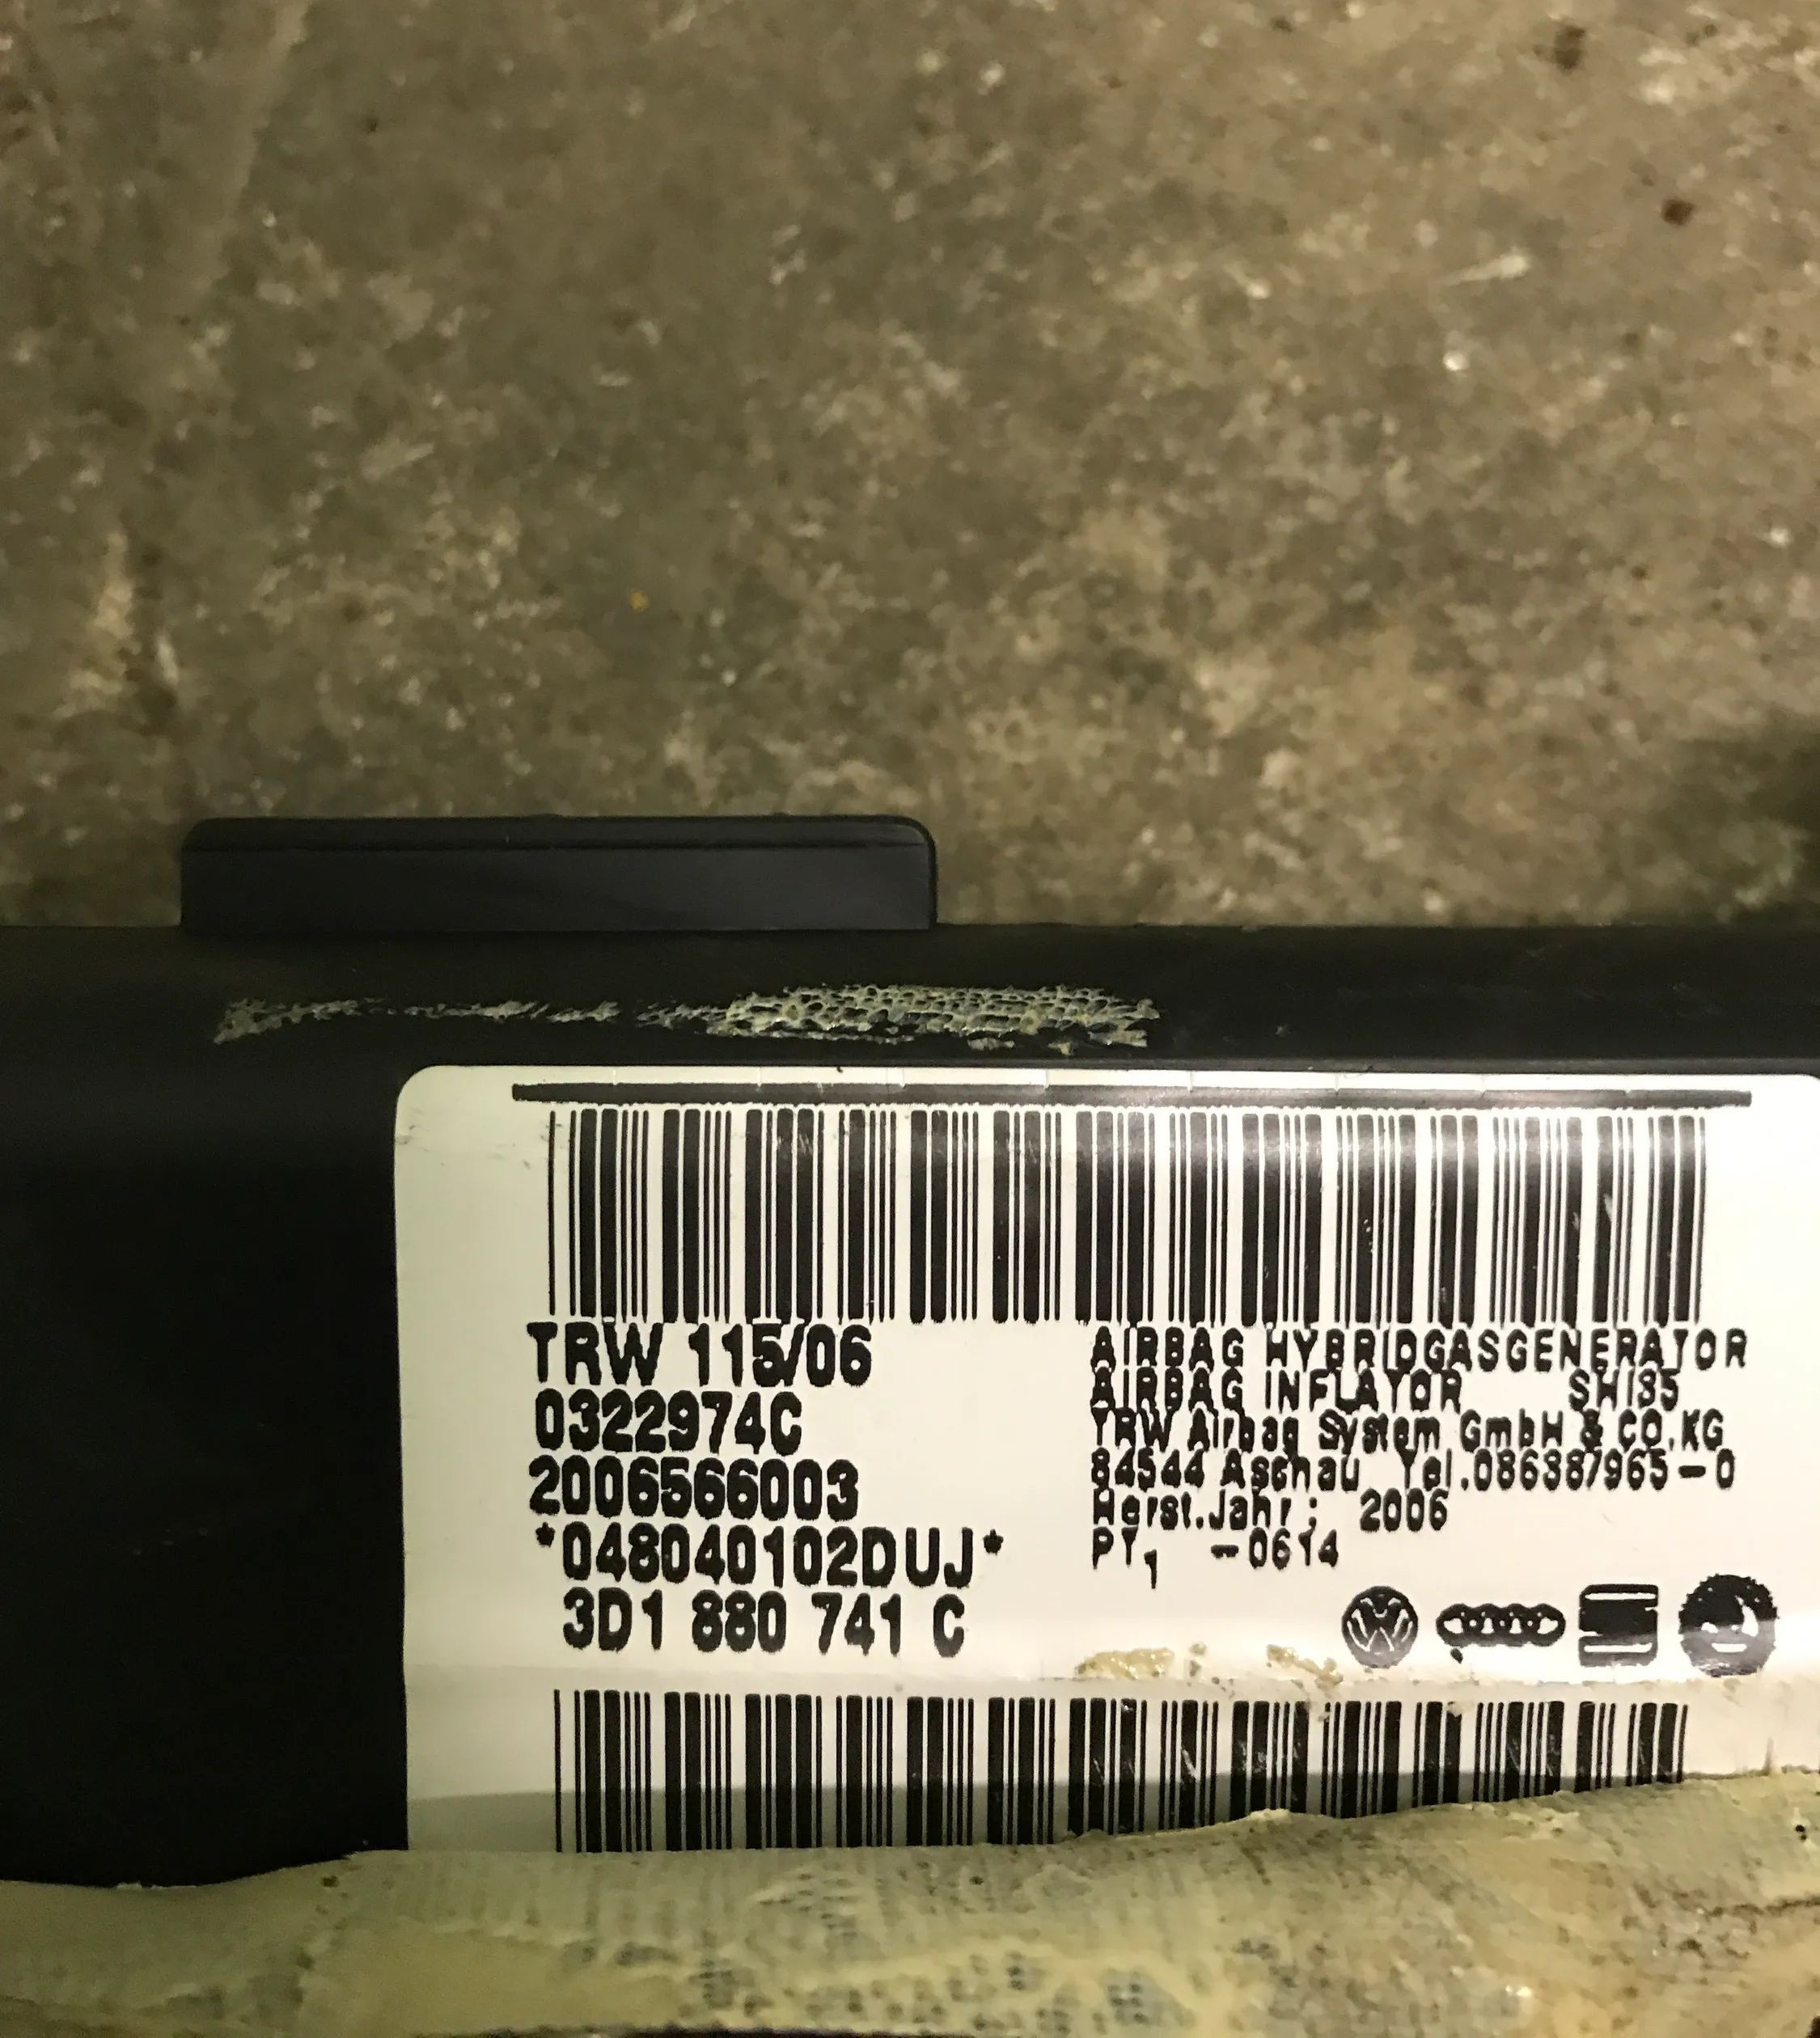 TRW 115/06
0322974C
2006566003
*048040102DUJ*
3D1 880 741 C
AIRBAG HYBRIDGASGENERATOR
AIRBAG INFLATOR SHI35
TRW Airbag System GmbH & CO.KG
84544 Aschau Tel.086387965-0
Herst.Jahr: 2006
PT1 -0614